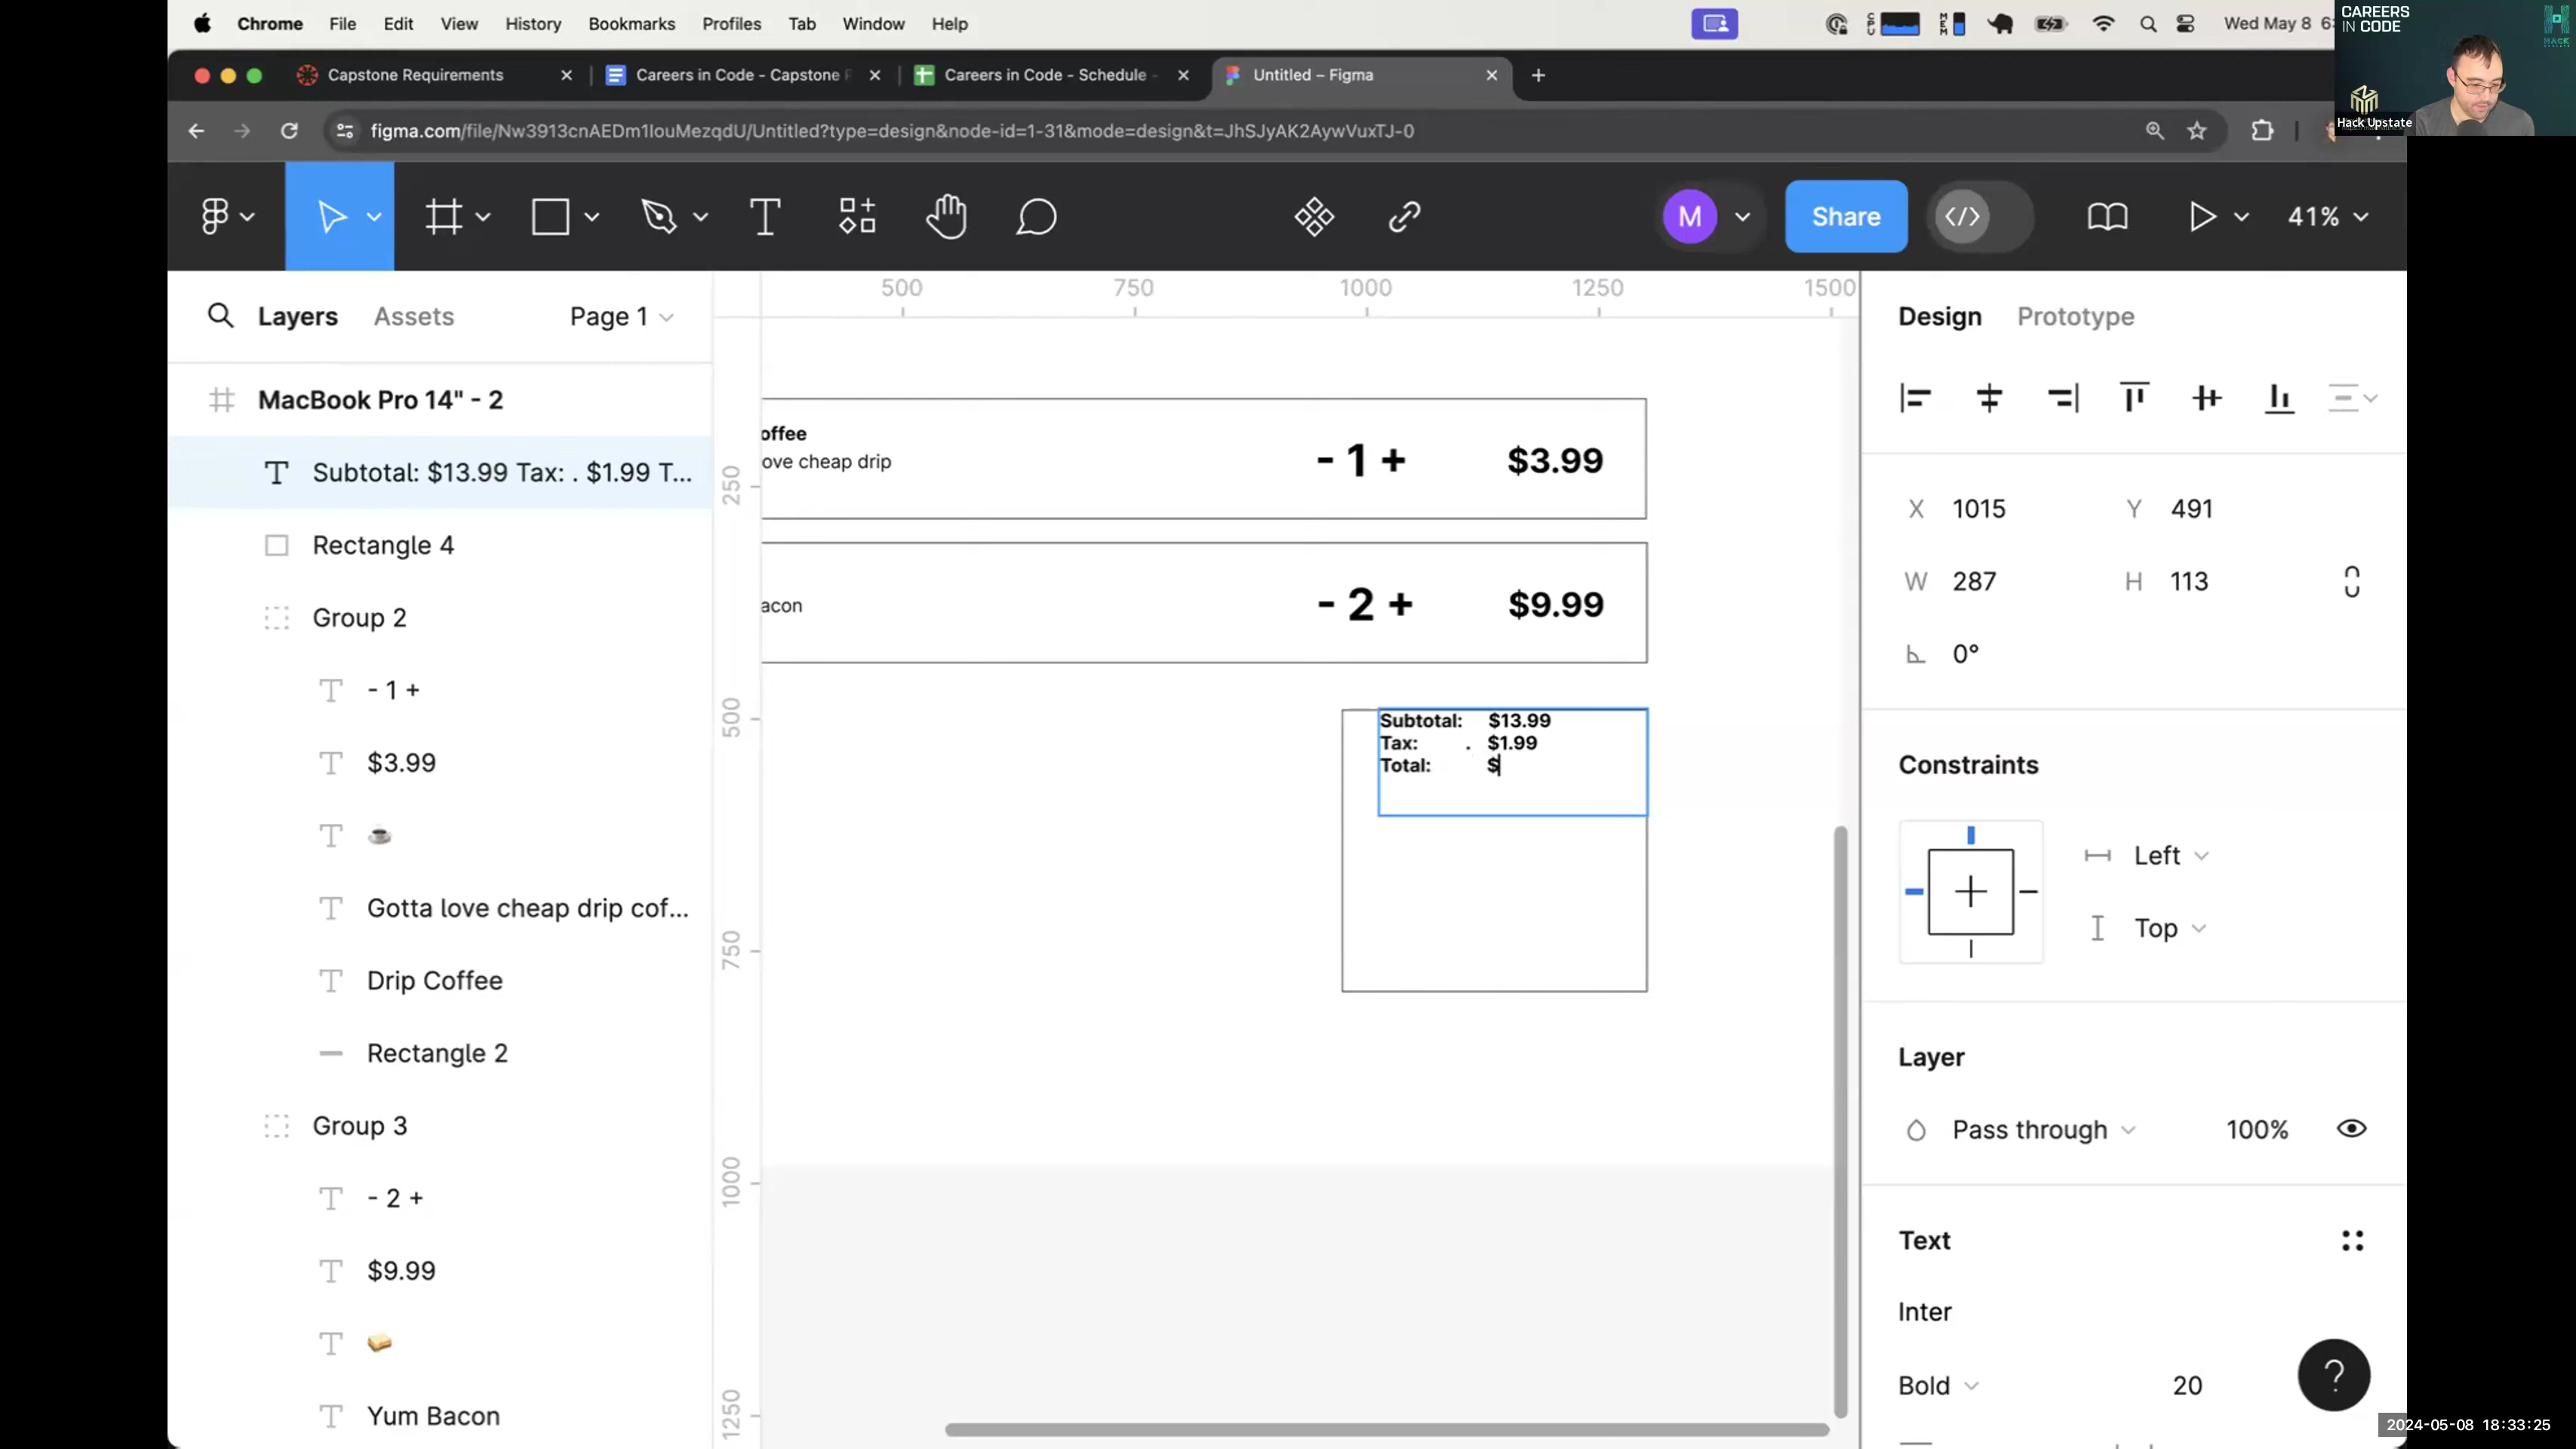 Chrome File Edit View History Bookmarks Profiles Tab Window Help
CPU MEM Wed May 8 6:
CAREERS
IN CODE
HACK
Hack Upstate
Capstone Requirements
Careers in Code - Capstone
Careers in Code - Schedule -
Untitled – Figma
figma.com/file/Nw3913cnAEDm1IouMezqdU/Untitled?type=design&node-id=1-31&mode=design&t=JhSJyAK2AywVuxTJ-0
M
Share
41%
Layers Assets Page 1
MacBook Pro 14" - 2
Subtotal: $13.99 Tax: . $1.99 T...
Rectangle 4
Group 2
- 1 +
$3.99
Gotta love cheap drip cof...
Drip Coffee
Rectangle 2
Group 3
- 2 +
$9.99
Yum Bacon
500 750 1000 1250 1500
250
500
750
1000
1250
offee
ove cheap drip
- 1 + $3.99
acon
- 2 + $9.99
Subtotal: $13.99
Tax: . $1.99
Total: $
Design Prototype
X 1015 Y 491
W 287 H 113
0°
Constraints
Left
Top
Layer
Pass through 100%
Text
Inter
Bold 20
?
2024-05-08 18:33:25